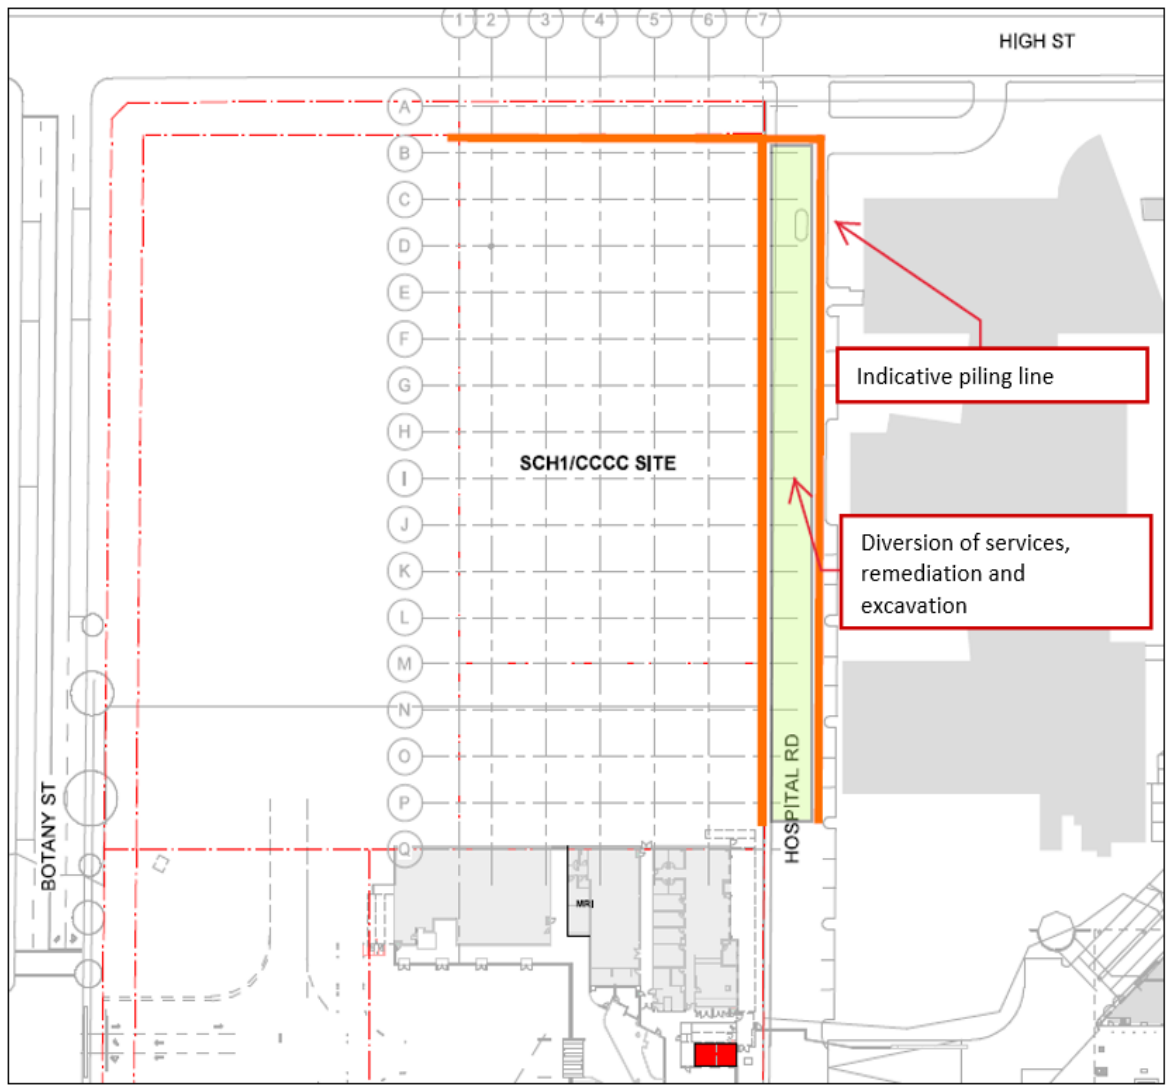 1 2 3 4 5 6 7
HIGH ST
A
B
C
D
E
F
Indicative piling line
G
H
SCH1/CCCC SITE
I
J
Diversion of services,
remediation and
excavation
K
L
M
N
O
P
HOSPITAL RD
BOTANY ST
Q
MRI